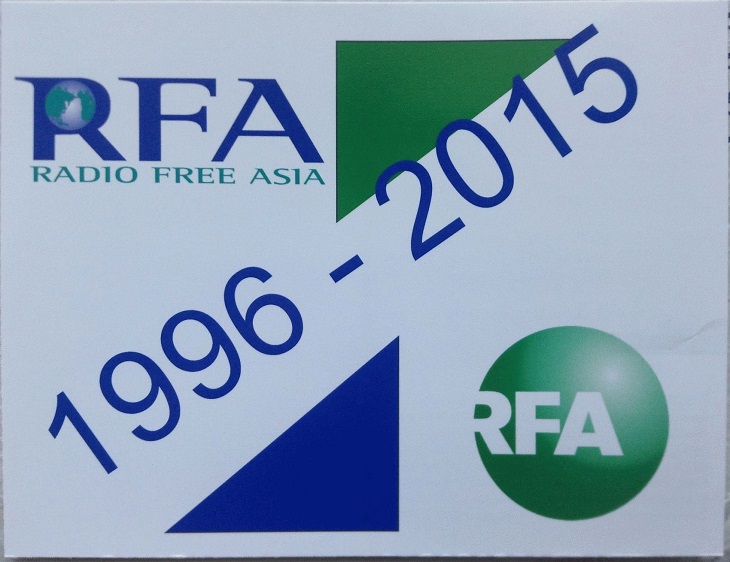 RFA
RADIO FREE ASIA
1996 - 2015
RFA